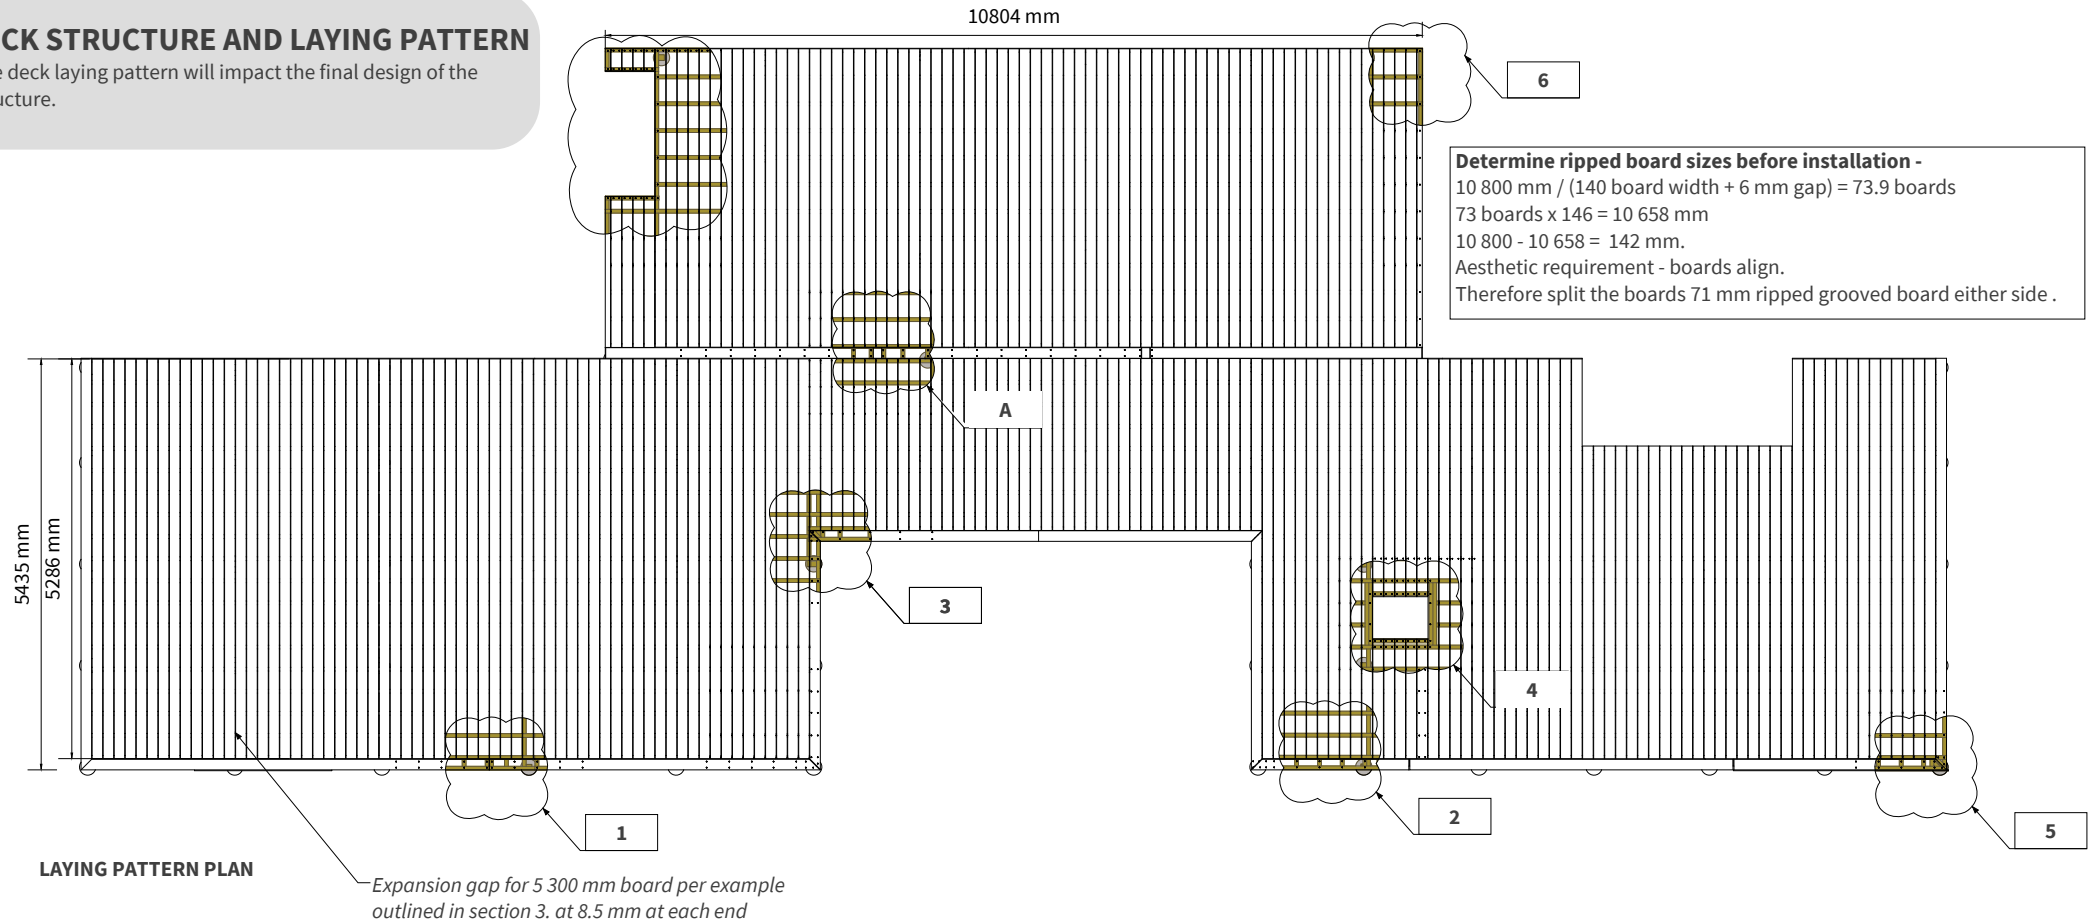 CK STRUCTURE AND LAYING PATTERN
e deck laying pattern will impact the final design of the
ucture.
10804 mm
6
Determine ripped board sizes before installation -
10 800 mm / (140 board width + 6 mm gap) = 73.9 boards
73 boards x 146 = 10 658 mm
10 800 - 10 658 = 142 mm.
Aesthetic requirement - boards align.
Therefore split the boards 71 mm ripped grooved board either side .
A
5435 mm
5286 mm
3
4
1
2
5
LAYING PATTERN PLAN
Expansion gap for 5 300 mm board per example
outlined in section 3. at 8.5 mm at each end